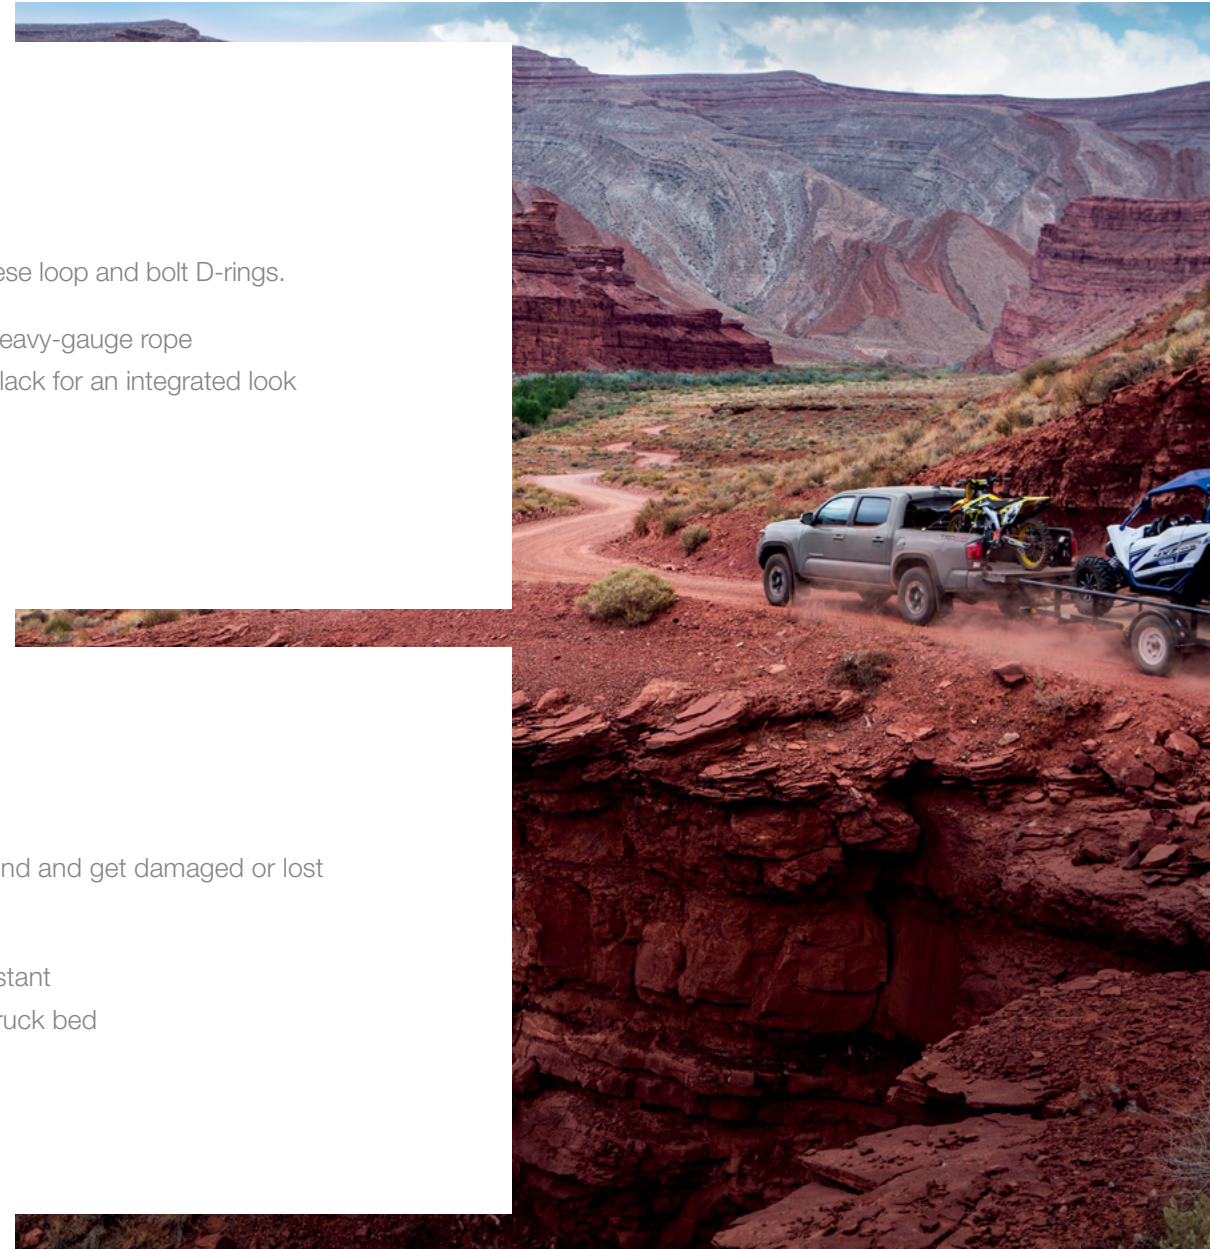 ese loop and bolt D-rings.
eavy-gauge rope
lack for an integrated look
nd and get damaged or lost
stant
ruck bed